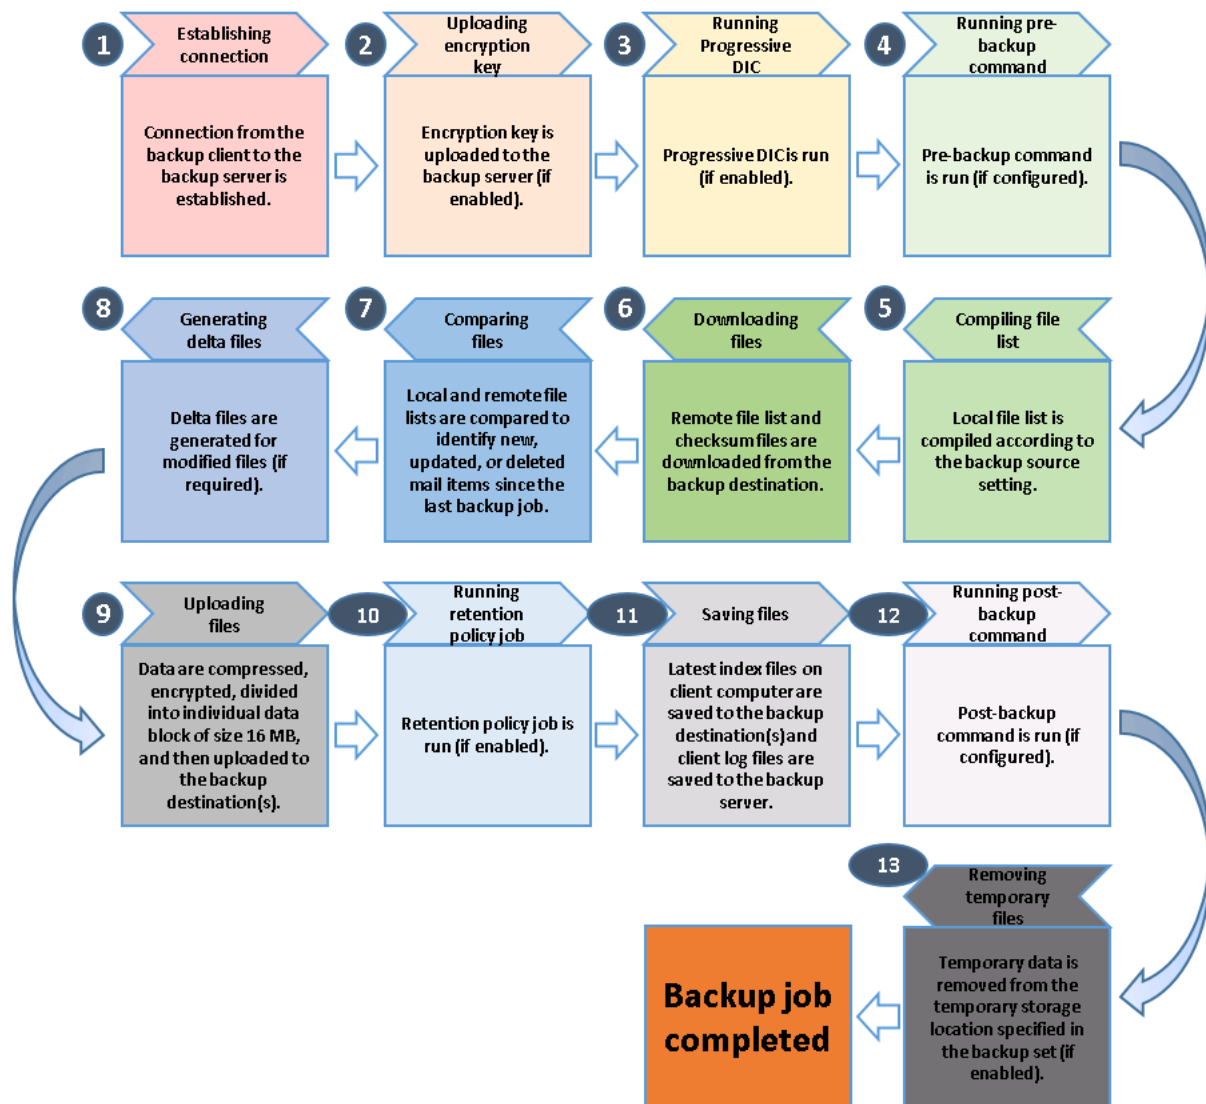 1
Establishing
connection
Connection from the
backup client to the
backup server is
established.
2
Uploading
encryption
key
Encryption key is
uploaded to the
backup server (if
enabled).
3
Running
Progressive
DIC
Progressive DIC is run
(if enabled).
4
Running pre-
backup
command
Pre-backup command
is run (if configured).
5
Compiling file
list
Local file list is
compiled according to
the backup source
setting.
6
Downloading
files
Remote file list and
checksum files are
downloaded from the
backup destination.
7
Comparing
files
Local and remote file
lists are compared to
identify new,
updated, or deleted
mail items since the
last backup job.
8
Generating
delta files
Delta files are
generated for
modified files (if
required).
9
Uploading
files
Data are compressed,
encrypted, divided
into individual data
block of size 16 MB,
and then uploaded to
the backup
destination(s).
10
Running
retention
policy job
Retention policy job is
run (if enabled).
11
Saving files
Latest index files on
client computer are
saved to the backup
destination(s) and
client log files are
saved to the backup
server.
12
Running post-
backup
command
Post-backup
command is run (if
configured).
13
Removing
temporary
files
Temporary data is
removed from the
temporary storage
location specified in
the backup set (if
enabled).
Backup job
completed